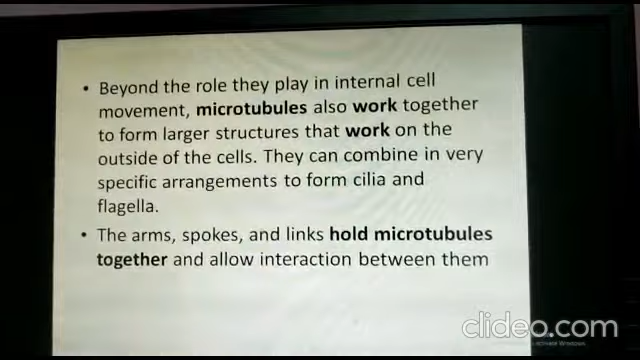 • Beyond the role they play in internal cell
movement, microtubules also work together
to form larger structures that work on the
outside of the cells. They can combine in very
specific arrangements to form cilia and
flagella.
• The arms, spokes, and links hold microtubules
together and allow interaction between them
clideo.com
activate Windows.